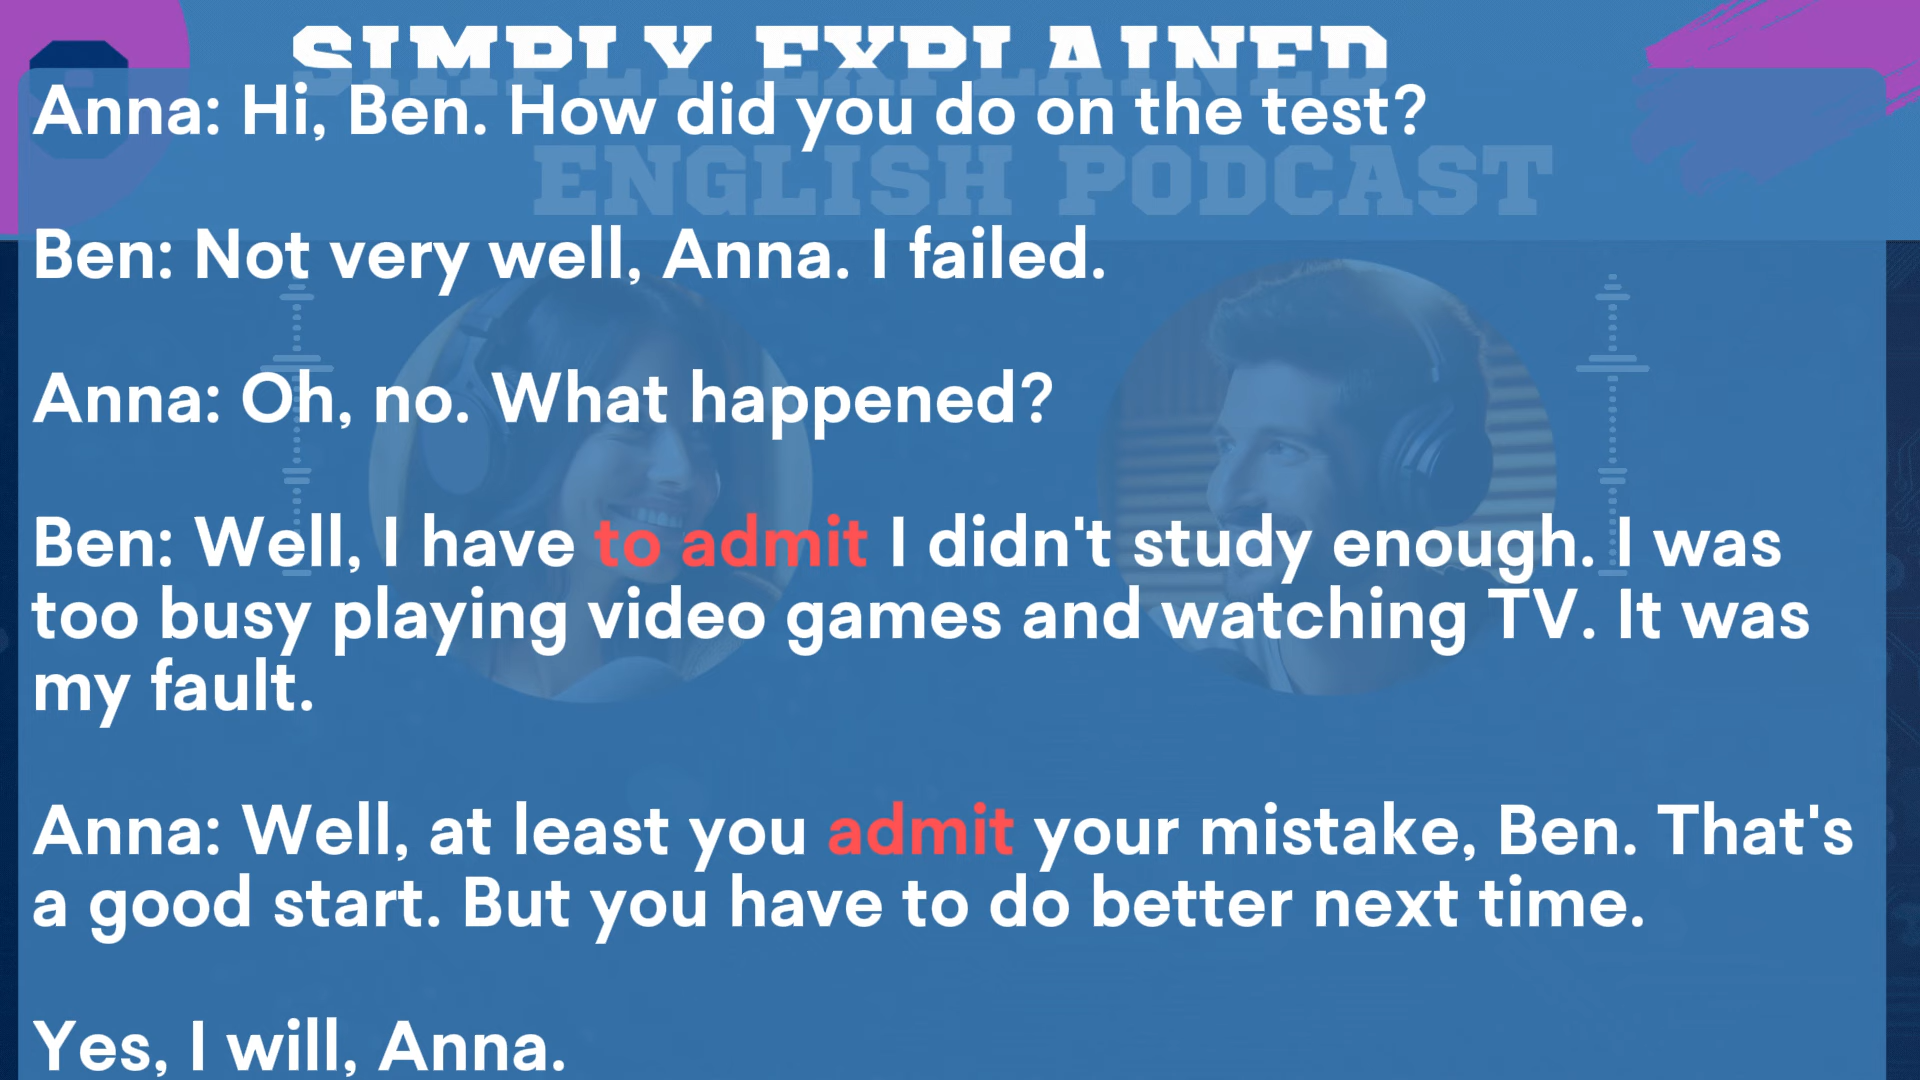 SIMPLY EXPLAINED
Anna: Hi, Ben. How did you do on the test?
ENGLISH PODCAST
Ben: Not very well, Anna. I failed.
Anna: Oh, no. What happened?
Ben: Well, I have to admit I didn't study enough. I was
too busy playing video games and watching TV. It was
my fault.
Anna: Well, at least you admit your mistake, Ben. That's
a good start. But you have to do better next time.
Yes, I will, Anna.